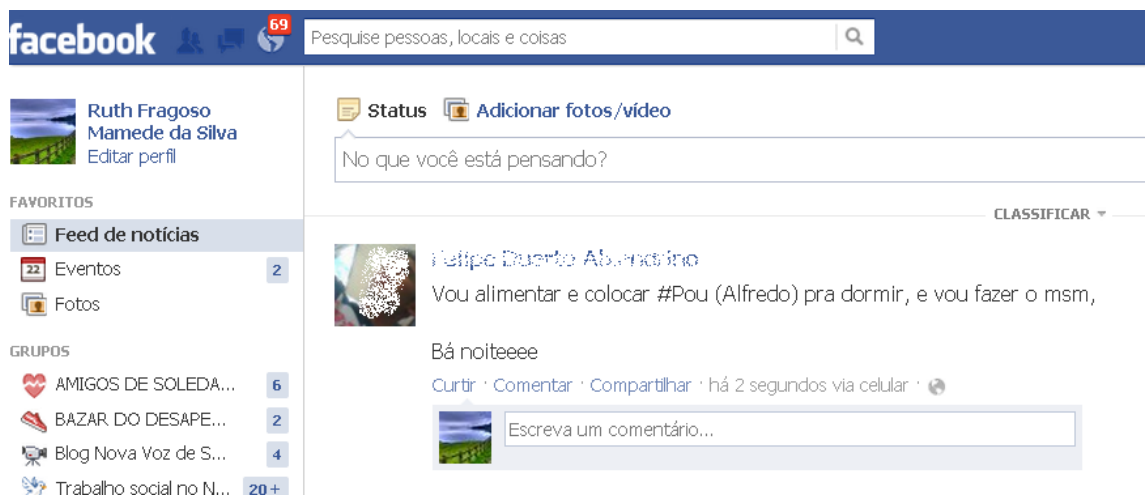 facebook
69
Pesquise pessoas, locais e coisas
Ruth Fragoso
Mamede da Silva
Editar perfil
FAVORITOS
Feed de notícias
22 Eventos 2
Fotos
GRUPOS
AMIGOS DE SOLEDA... 6
BAZAR DO DESAPE... 2
Blog Nova Voz de S... 4
Trabalho social no N... 20+
Status Adicionar fotos/vídeo
No que você está pensando?
CLASSIFICAR
Vou alimentar e colocar #Pou (Alfredo) pra dormir, e vou fazer o msm,
Bá noiteeee
Curtir · Comentar · Compartilhar · há 2 segundos via celular ·
Escreva um comentário...